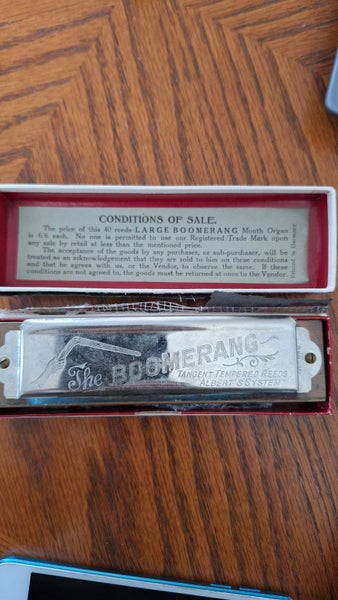 CONDITIONS OF SALE.
The price of this 40 reeds LARGE BOOMERANG Mouth Organ
is 6/6 each. No one is permitted to use our Registered Trade Mark upon
any sale by retail at less than the mentioned price.
The acceptance of the goods by any purchaser, or sub-purchaser, will be
treated as an acknowledgement that they are sold to him on these conditions
and that he agrees with us, or the Vendor, to observe the same. If these
conditions are not agreed to, the goods must be returned at once to the Vendor.
Printed in Germany
The BOOMERANG
TANGENT TEMPERED REEDS
ALBERT'S SYSTEM